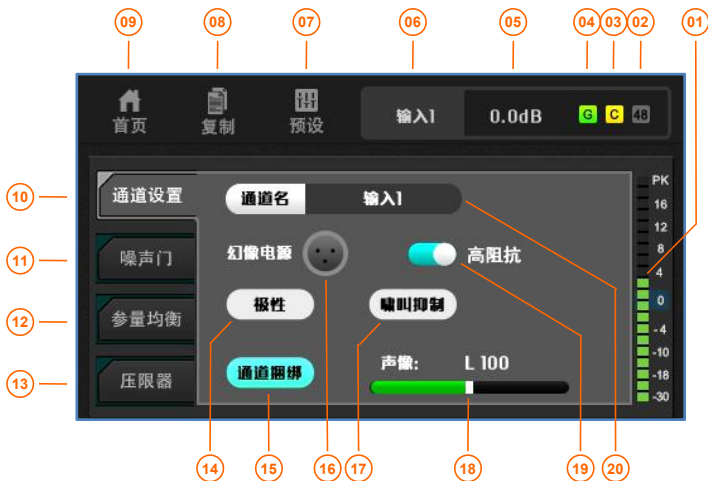 09 08 07 06 05 04 03 02 01
首页 复制 预设 输入1 0.0dB G C 48
PK
10 通道设置 通道名 输入1 16
12
11 噪声门 幻像电源 高阻抗 8
4
0
12 参量均衡 极性 啸叫抑制 -4
-10
13 压限器 通道捆绑 声像: L 100 -18
-30
14 15 16 17 18 19 20